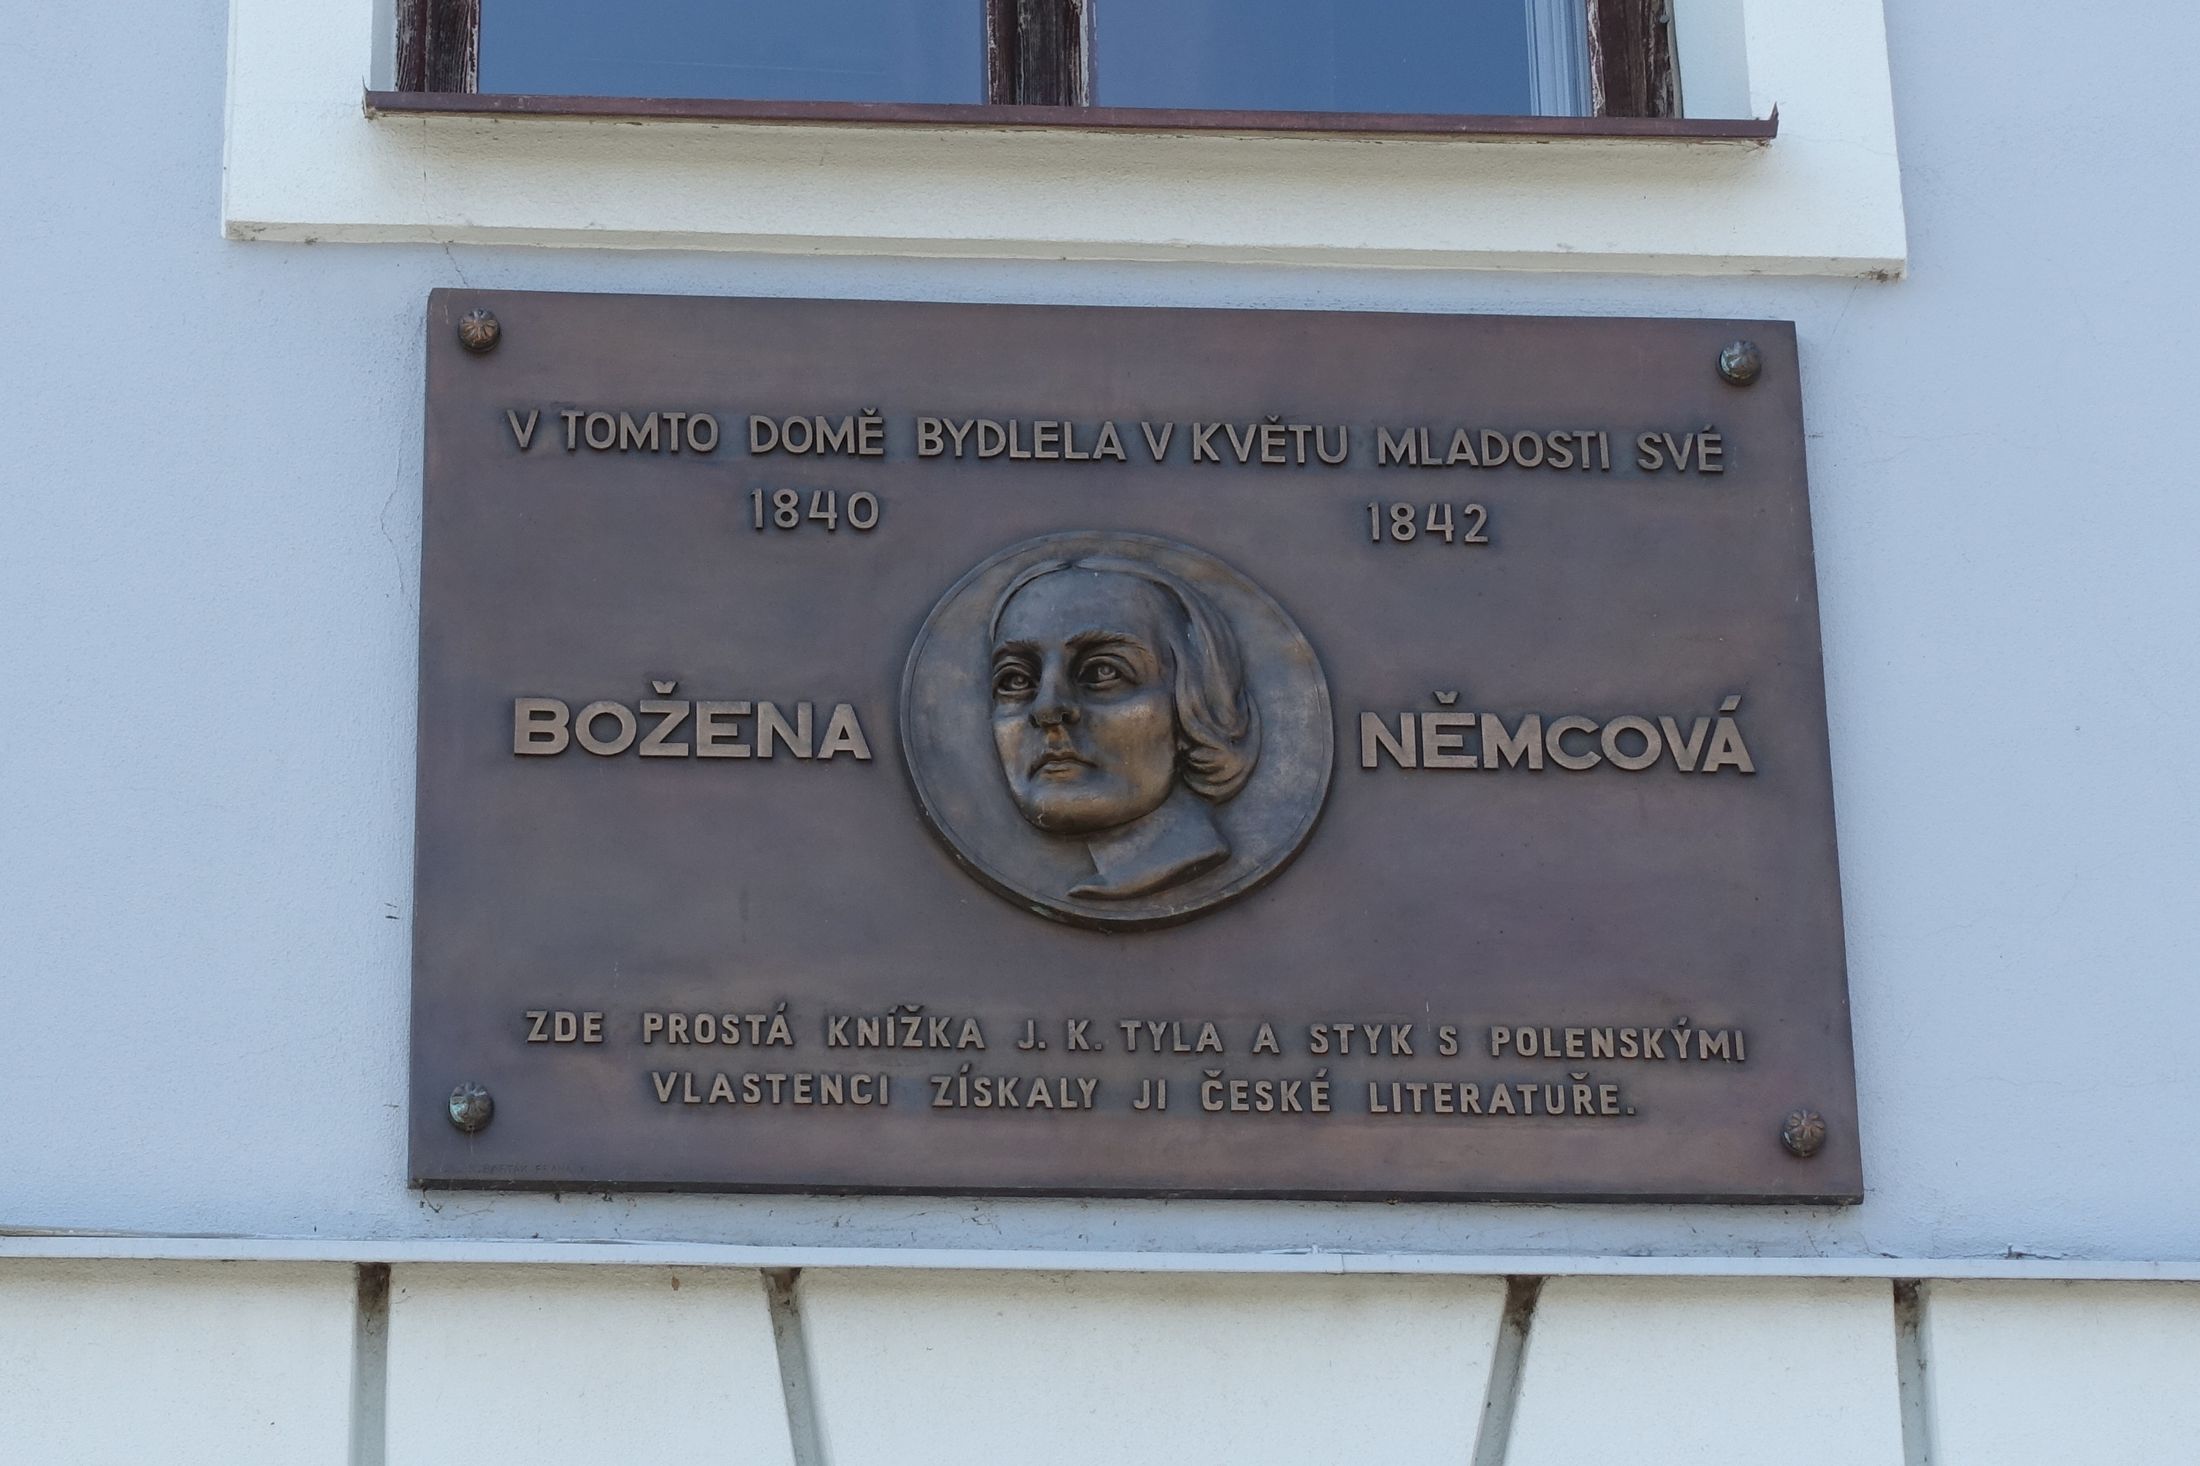 V TOMTO DOMĚ BYDLELA V KVĚTU MLADOSTI SVÉ
1840 1842
BOŽENA NĚMCOVÁ
ZDE PROSTÁ KNÍŽKA J. K. TYLA A STYK S POLENSKÝMI
VLASTENCI ZÍSKALY JI ČESKÉ LITERATUŘE.